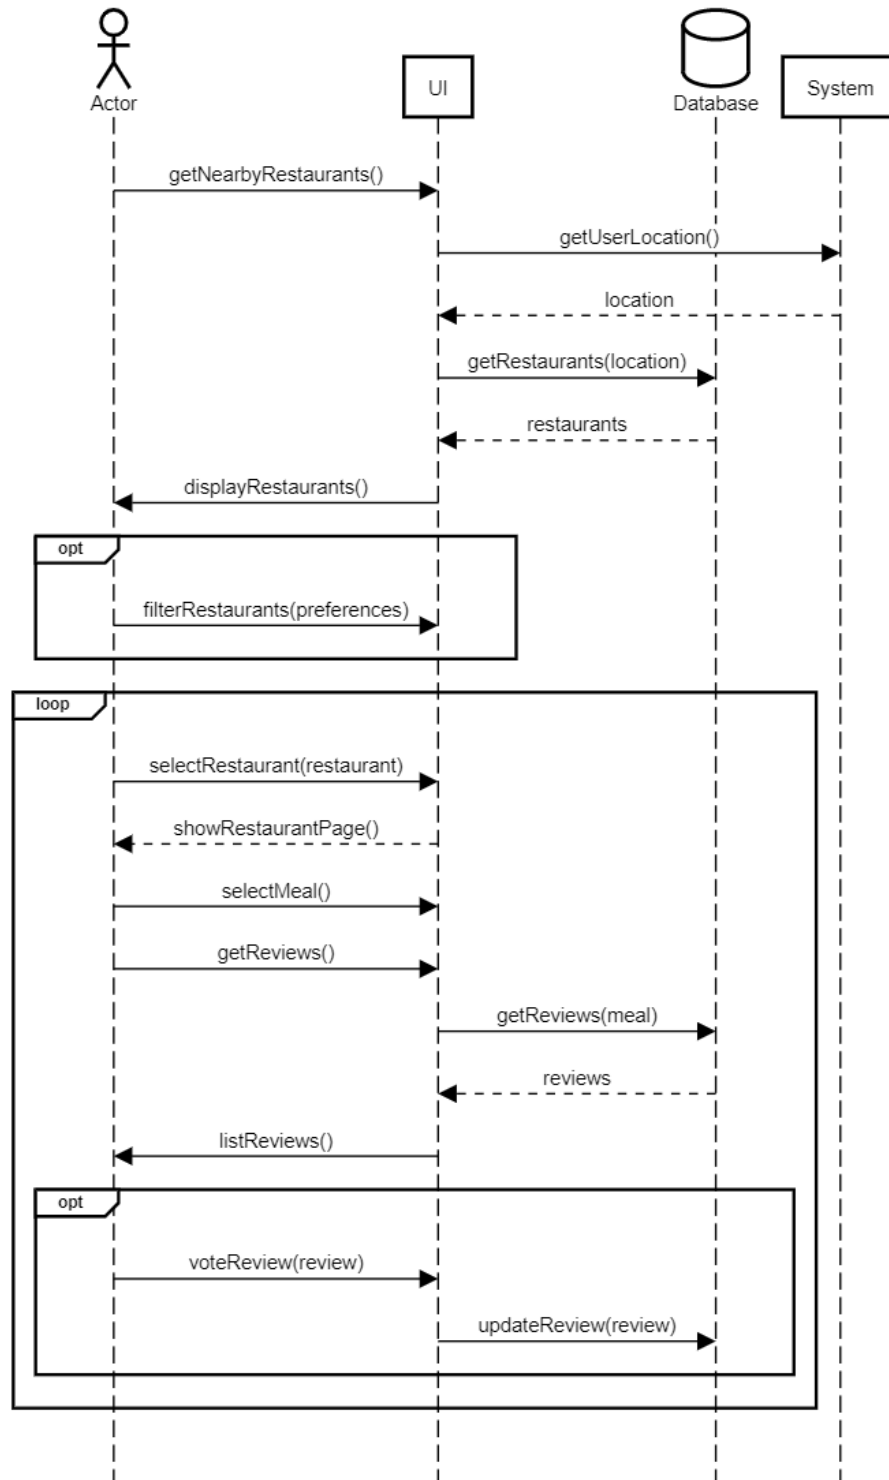 Actor
UI
Database
System
getNearbyRestaurants()
getUserLocation()
location
getRestaurants(location)
restaurants
displayRestaurants()
opt
filterRestaurants(preferences)
loop
selectRestaurant(restaurant)
showRestaurantPage()
selectMeal()
getReviews()
getReviews(meal)
reviews
listReviews()
opt
voteReview(review)
updateReview(review)